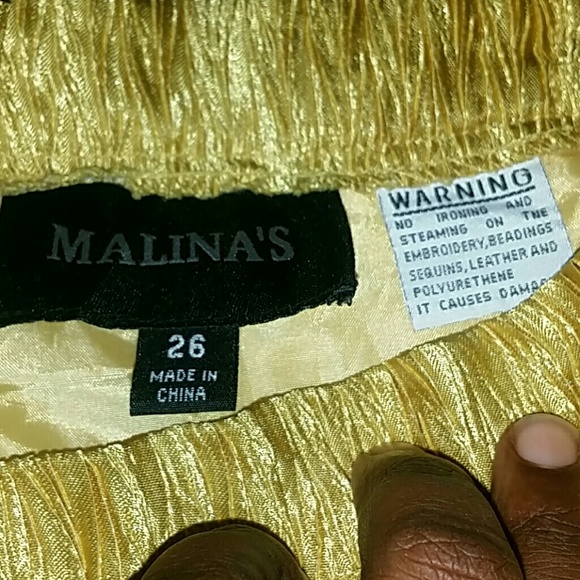 MALINA'S
26
MADE IN
CHINA
WARNING
NO IRONING AND
STEAMING ON THE
EMBROIDERY,BEADINGS
SEQUINS, LEATHER AND
POLYURETHENE
IT CAUSES